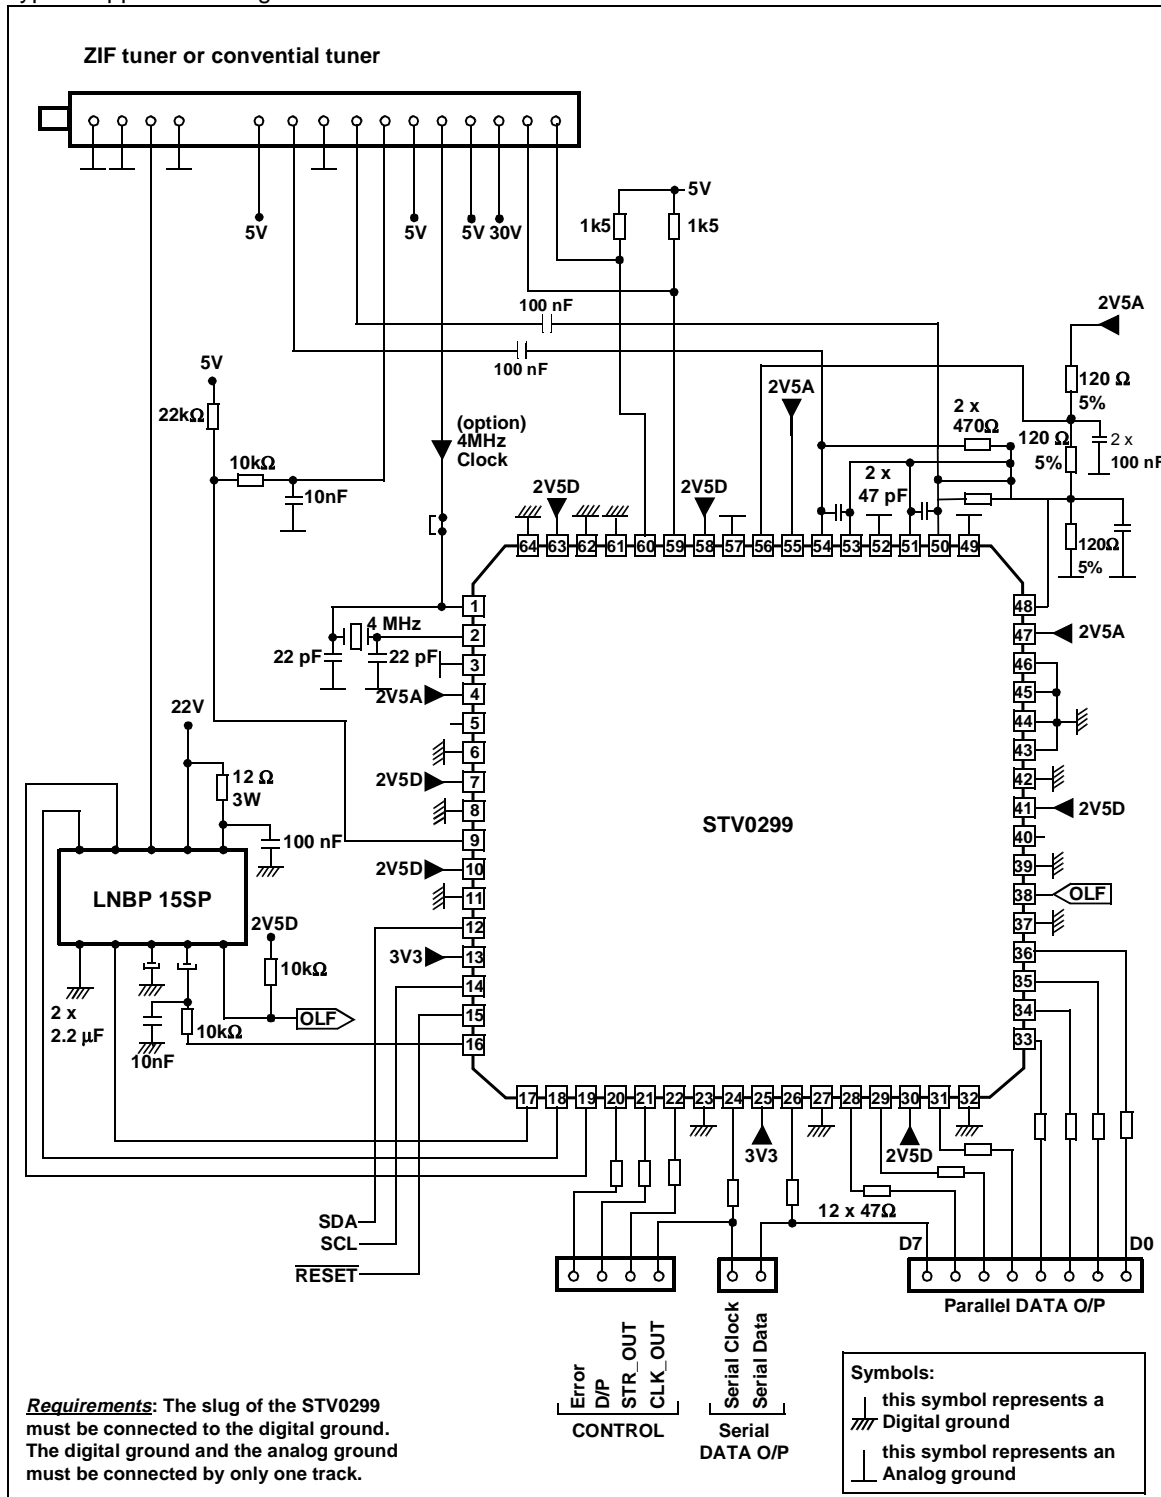 ZIF tuner or convential tuner
5V
5V
5V
30V
5V
1k5
1k5
100 nF
100 nF
2V5A
5V
22kΩ
10kΩ
10nF
(option)
4MHz
Clock
2V5A
2 x
470Ω
120 Ω
5%
120 Ω
5%
2 x
100 nF
2V5D
2V5D
2 x
47 pF
120Ω
5%
64 63 62 61 60 59 58 57 56 55 54 53 52 51 50 49
4 MHz
22 pF
22 pF
2V5A
22V
12 Ω
3W
2V5D
100 nF
2V5D
LNBP 15SP
2V5D
10kΩ
3V3
OLF
2 x
2.2 µF
10nF
10kΩ
1
2
3
4
5
6
7
8
9
10
11
12
13
14
15
16
STV0299
48
47
46
45
44
43
42
41
40
39
38
37
36
35
34
33
2V5A
2V5D
OLF
17 18 19 20 21 22 23 24 25 26 27 28 29 30 31 32
3V3
2V5D
12 x 47Ω
SDA
SCL
RESET
D7
D0
Parallel DATA O/P
Error
D/P
STR_OUT
CLK_OUT
CONTROL
Serial Clock
Serial Data
Serial
DATA O/P
Requirements: The slug of the STV0299
must be connected to the digital ground.
The digital ground and the analog ground
must be connected by only one track.
Symbols:
this symbol represents a
Digital ground
this symbol represents an
Analog ground